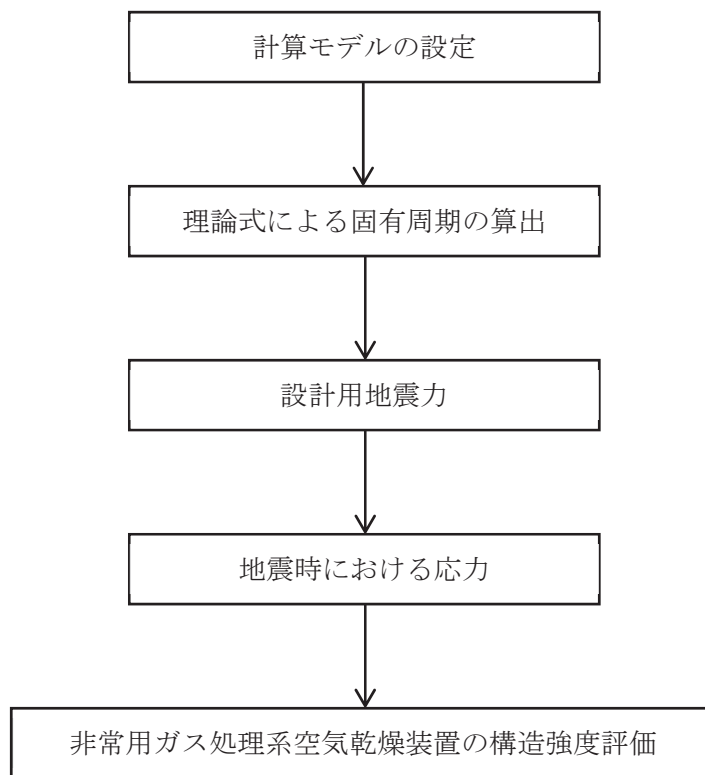 計算モデルの設定
理論式による固有周期の算出
設計用地震力
地震時における応力
非常用ガス処理系空気乾燥装置の構造強度評価